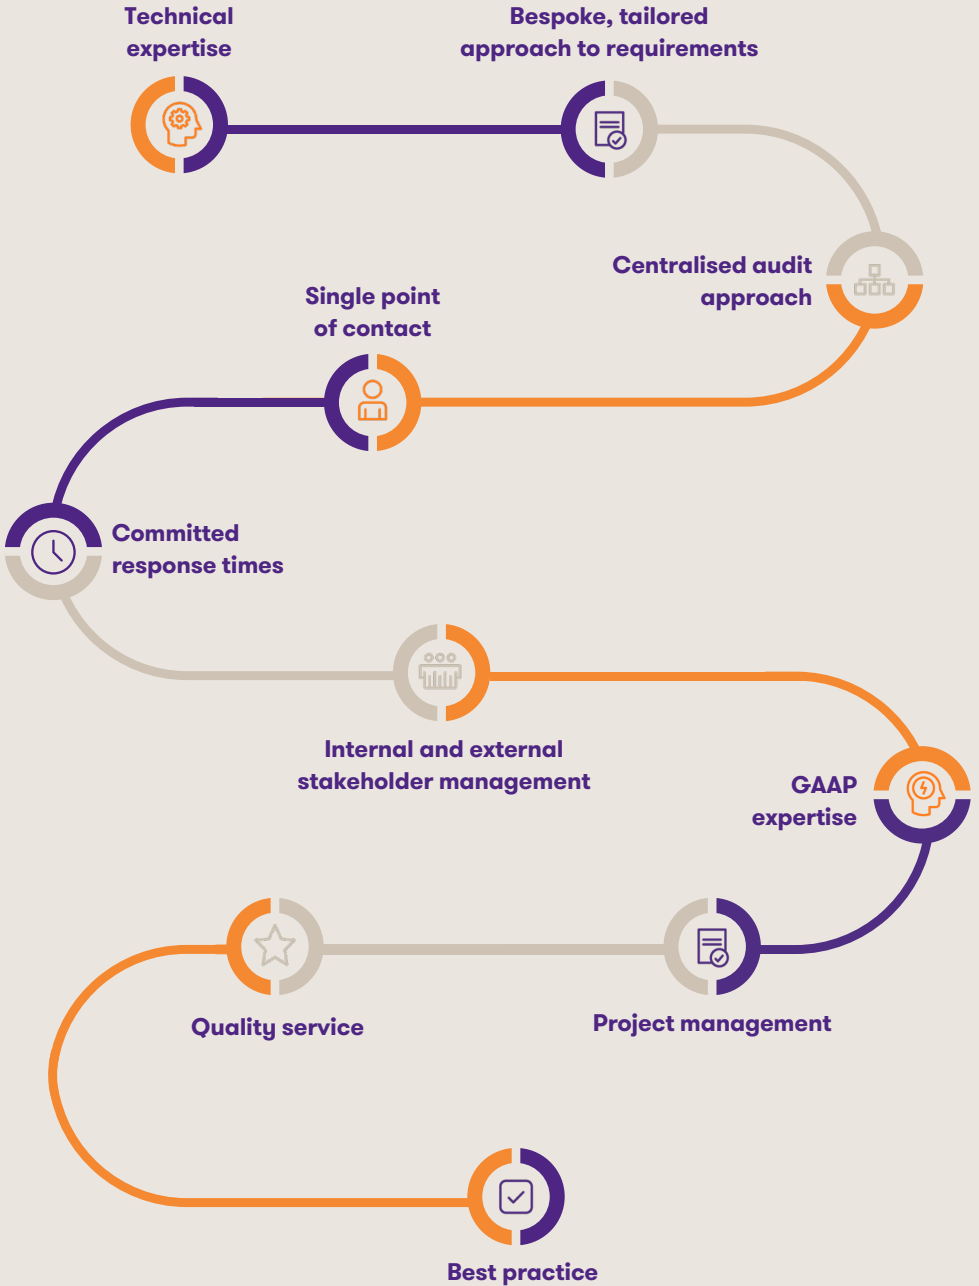 Technical
expertise
Bespoke, tailored
approach to requirements
Centralised audit
approach
Single point
of contact
Committed
response times
Internal and external
stakeholder management
GAAP
expertise
Project management
Quality service
Best practice